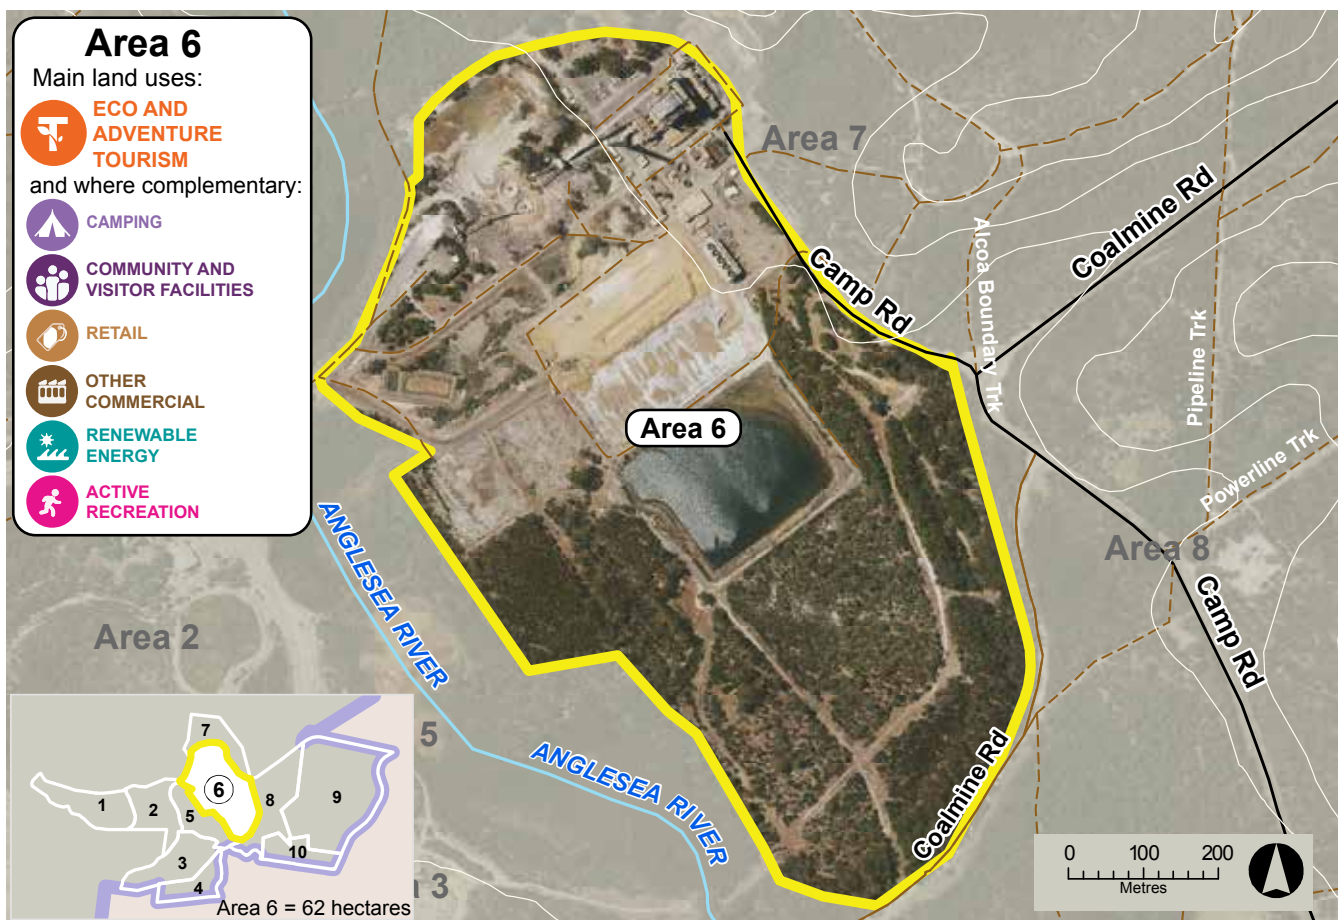 Area 6
Main land uses:
ECO AND
ADVENTURE
TOURISM
and where complementary:
CAMPING
COMMUNITY AND
VISITOR FACILITIES
RETAIL
OTHER
COMMERCIAL
RENEWABLE
ENERGY
ACTIVE
RECREATION
Area 7
Coalmine Rd
Camp Rd
Alcoa Boundary Trk
Pipeline Trk
Area 6
Powerline Trk
Area 8
ANGLESEA RIVER
Camp Rd
Area 2
5
ANGLESEA RIVER
Coalmine Rd
7
6
8
9
1
2
5
10
3
4
a 3
Area 6 = 62 hectares
0 100 200
Metres